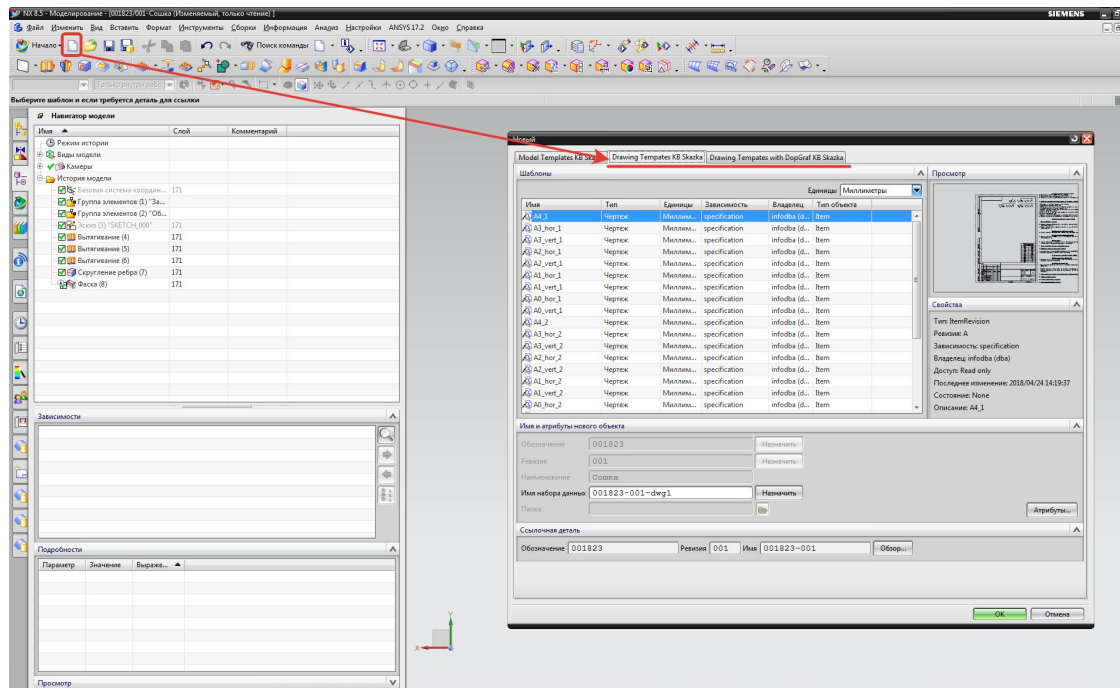 NX 8.5 - Моделирование - [001823/001-Сошка (Изменяемый, только чтение) ]
SIEMENS
Файл Изменить Вид Вставить Формат Инструменты Сборки Информация Анализ Настройки ANSYS 17.2 Окно Справка
Начало
Поиск команды
Только внутри рабо
Выберите шаблон и если требуется деталь для ссылки
Навигатор модели
Имя Слой Комментарий
Режим истории
Виды модели
Камеры
История модели
Базовая система координ... 171
Группа элементов (1) "За...
Группа элементов (2) "Об...
Эскиз (3) "SKETCH_000" 171
Вытягивание (4) 171
Вытягивание (5) 171
Вытягивание (6) 171
Скругление ребра (7) 171
Фаска (8) 171
Зависимости
Подробности
Параметр Значение Выраже...
Просмотр
Новый
Model Templates KB Skazka Drawing Tempates KB Skazka Drawing Tempates with DopGraf KB Skazka
Шаблоны
Единицы Миллиметры
Имя Тип Единицы Зависимость Владелец Тип объекта
A4_1 Чертеж Миллим... specification infodba (d... Item
A3_hor_1 Чертеж Миллим... specification infodba (d... Item
A3_vert_1 Чертеж Миллим... specification infodba (d... Item
A2_hor_1 Чертеж Миллим... specification infodba (d... Item
A2_vert_1 Чертеж Миллим... specification infodba (d... Item
A1_hor_1 Чертеж Миллим... specification infodba (d... Item
A1_vert_1 Чертеж Миллим... specification infodba (d... Item
A0_hor_1 Чертеж Миллим... specification infodba (d... Item
A0_vert_1 Чертеж Миллим... specification infodba (d... Item
A4_2 Чертеж Миллим... specification infodba (d... Item
A3_hor_2 Чертеж Миллим... specification infodba (d... Item
A3_vert_2 Чертеж Миллим... specification infodba (d... Item
A2_hor_2 Чертеж Миллим... specification infodba (d... Item
A2_vert_2 Чертеж Миллим... specification infodba (d... Item
A1_hor_2 Чертеж Миллим... specification infodba (d... Item
A1_vert_2 Чертеж Миллим... specification infodba (d... Item
A0_hor_2 Чертеж Миллим... specification infodba (d... Item
Просмотр
Свойства
Тип: ItemRevision
Ревизия: A
Зависимость: specification
Владелец: infodba (dba)
Доступ: Read only
Последнее изменение: 2018/04/24 14:19:37
Состояние: None
Описание: A4_1
Имя и атрибуты нового объекта
Обозначение 001823 Назначить
Ревизия 001 Назначить
Наименование Сошка
Имя набора данных 001823-001-dwg1 Назначить
Папка
Атрибуты...
Ссылочная деталь
Обозначение 001823 Ревизия 001 Имя 001823-001 Обзор...
OK Отмена
Y
X